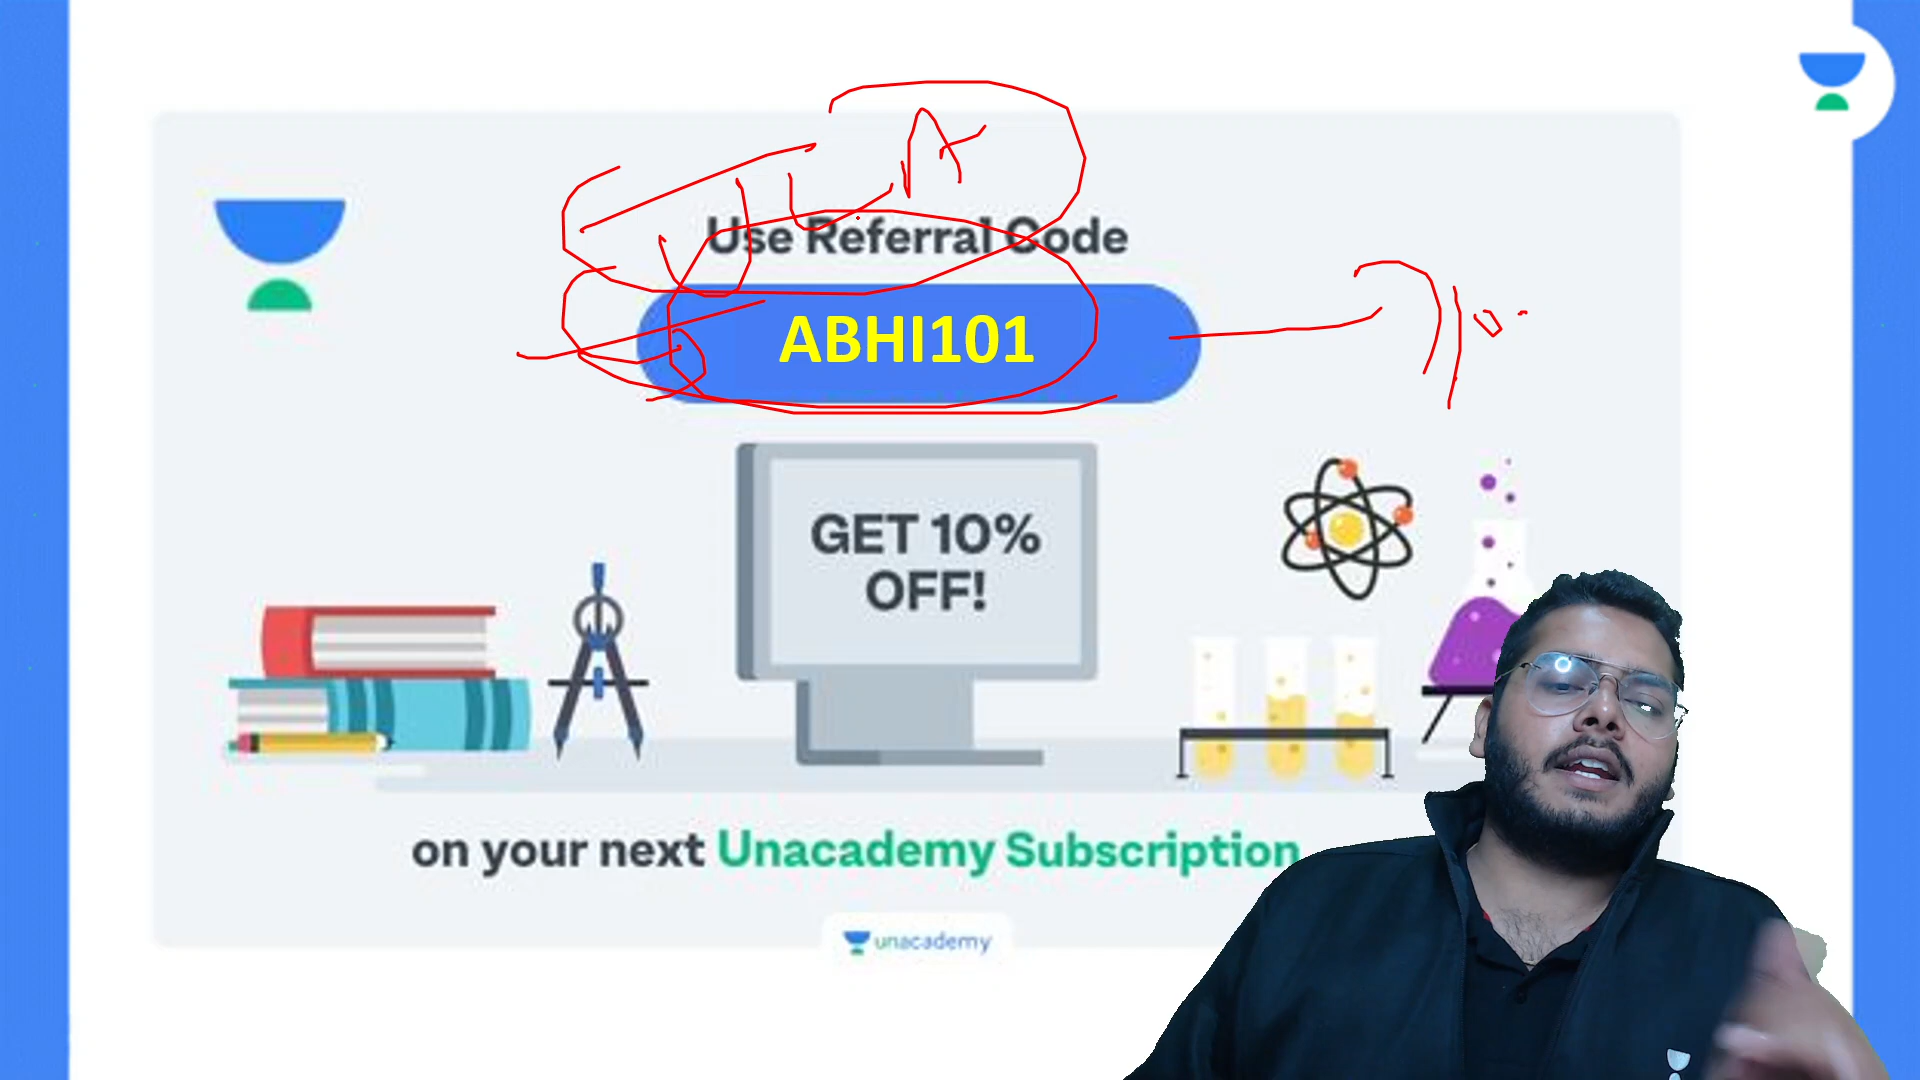 Use Referral Code
ABHI101
GET 10%
OFF!
on your next Unacademy Subscription
unacademy